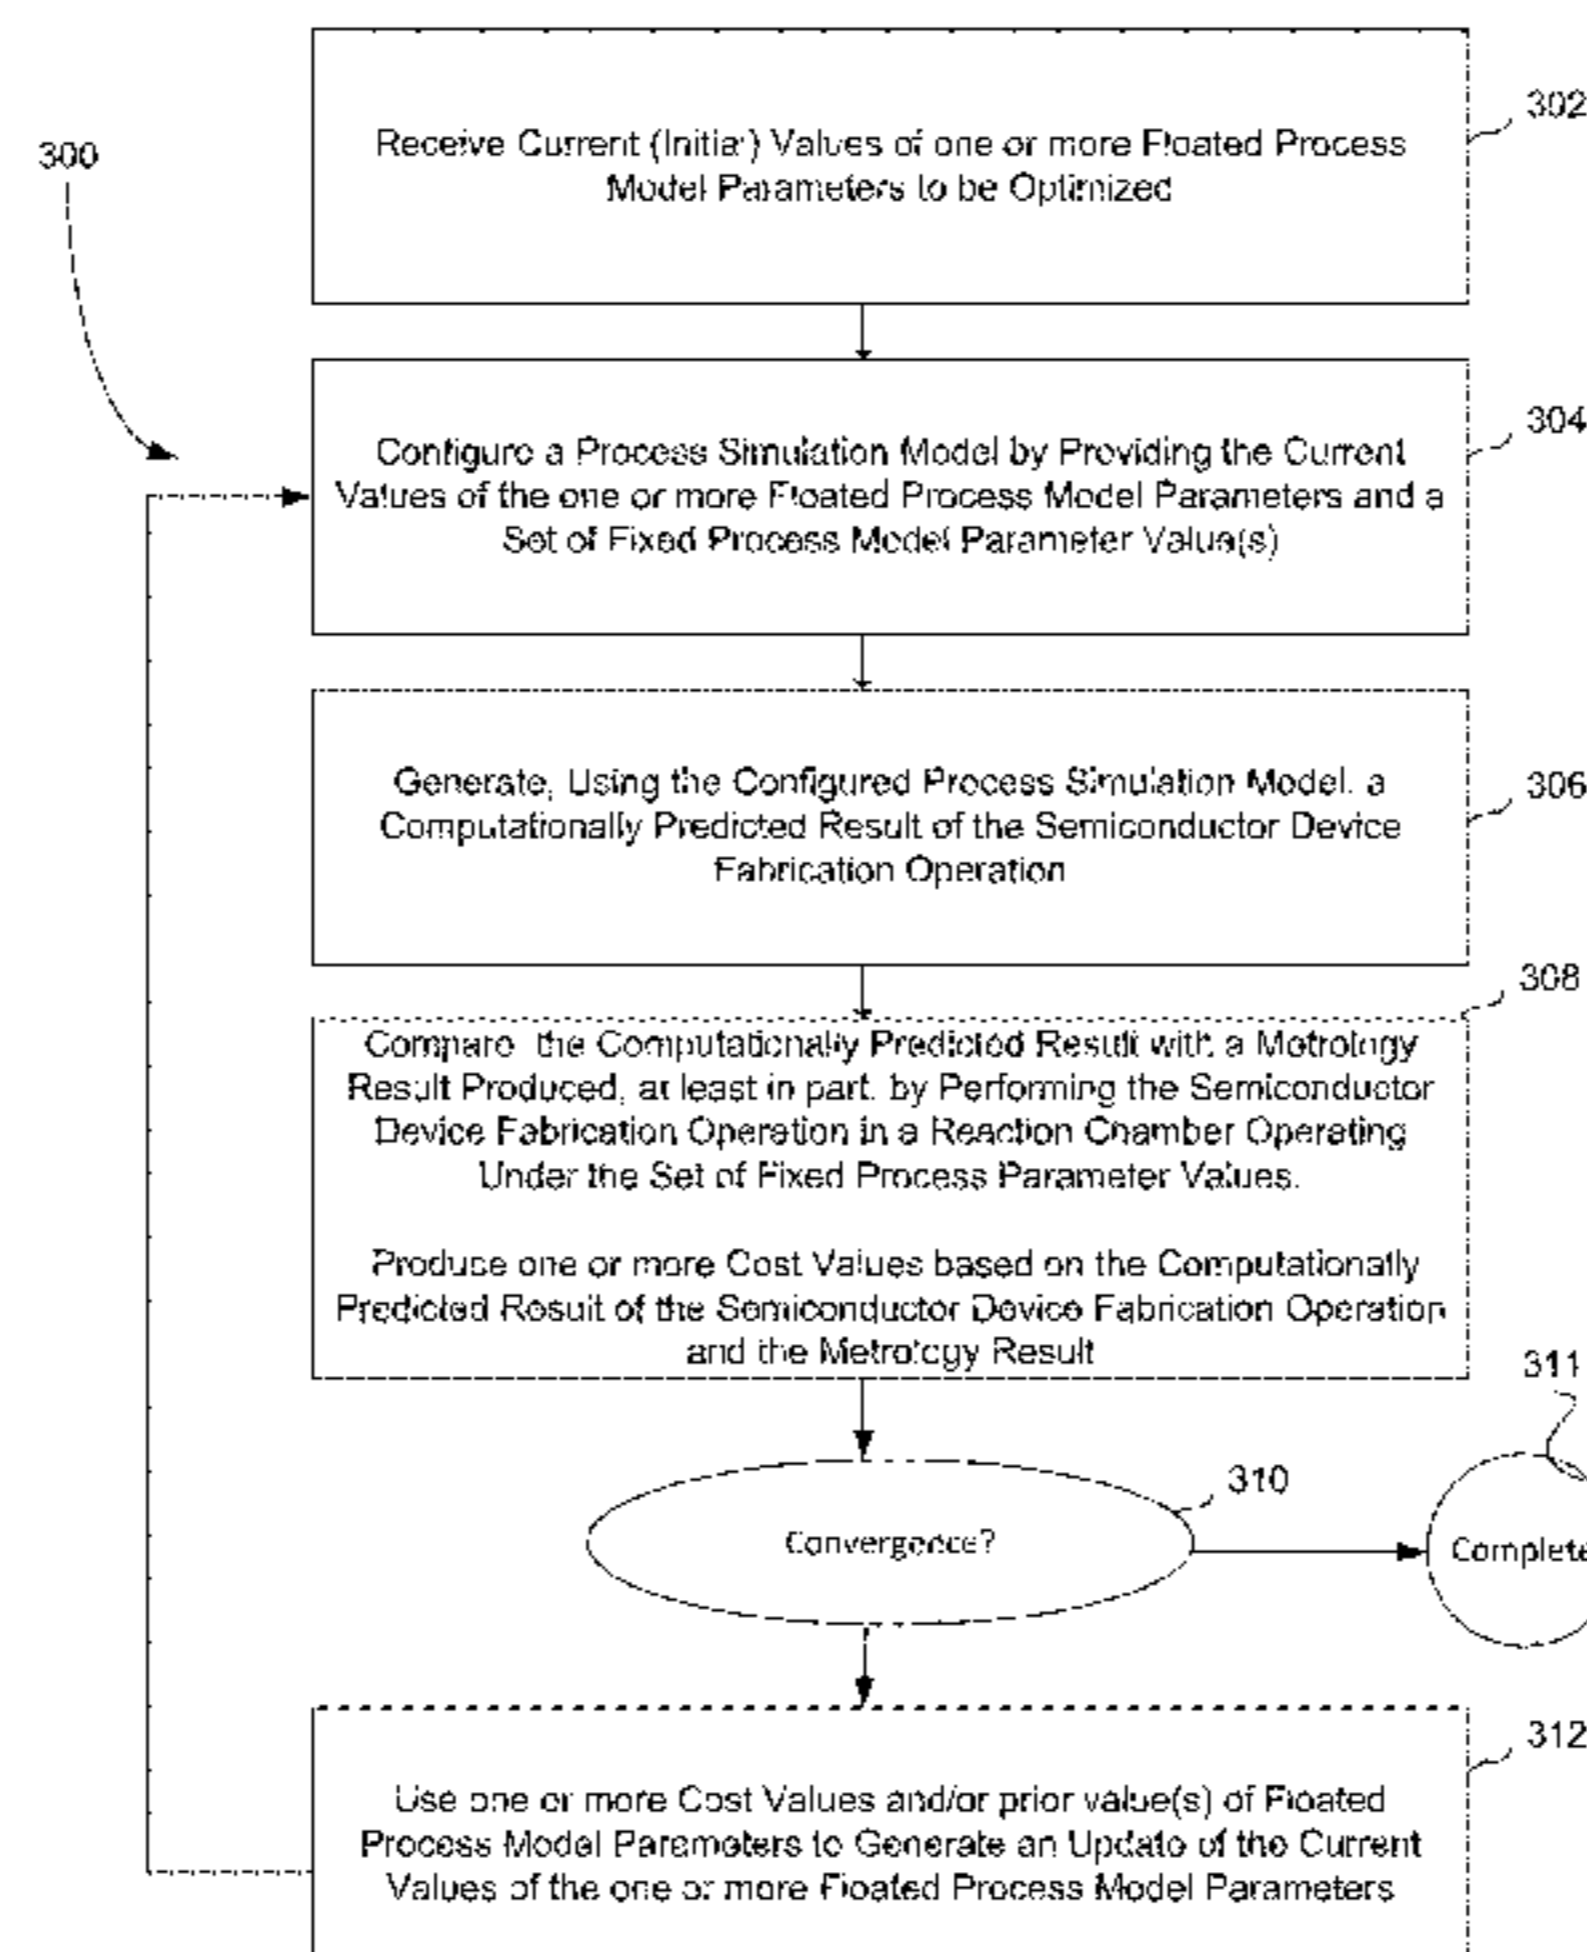 300
302
Receive Current (Initial) Values of one or more Floated Process
Model Parameters to be Optimized
304
Configure a Process Simulation Model by Providing the Current
Values of the one or more Floated Process Model Parameters and a
Set of Fixed Process Model Parameter Value(s)
306
Generate, Using the Configured Process Simulation Model, a
Computationally Predicted Result of the Semiconductor Device
Fabrication Operation
308
Compare the Computationally Predicted Result with a Metrology
Result Produced, at least in part, by Performing the Semiconductor
Device Fabrication Operation in a Reaction Chamber Operating
Under the Set of Fixed Process Parameter Values.
Produce one or more Cost Values based on the Computationally
Predicted Result of the Semiconductor Device Fabrication Operation
and the Metrology Result
311
310
Convergence?
Complete
312
Use one or more Cost Values and/or prior value(s) of Floated
Process Model Parameters to Generate an Update of the Current
Values of the one or more Floated Process Model Parameters